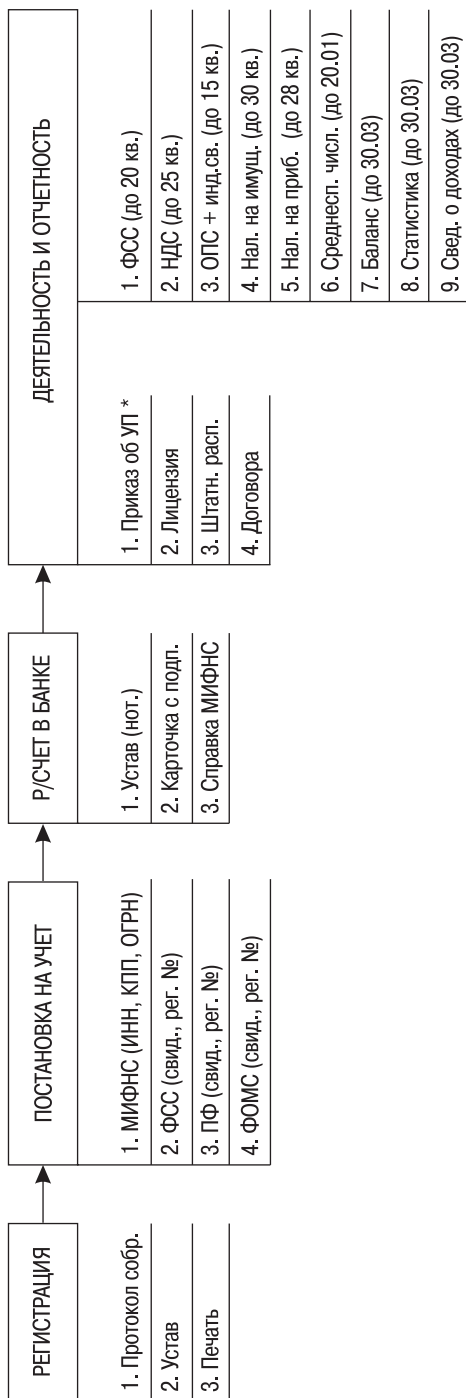 РЕГИСТРАЦИЯ
1. Протокол собр.
2. Устав
3. Печать
ПОСТАНОВКА НА УЧЕТ
1. МИФНС (ИНН, КПП, ОГРН)
2. ФСС (свид., рег. №)
3. ПФ (свид., рег. №)
4. ФОМС (свид., рег. №)
Р/СЧЕТ В БАНКЕ
1. Устав (нот.)
2. Карточка с подп.
3. Справка МИФНС
ДЕЯТЕЛЬНОСТЬ И ОТЧЕТНОСТЬ
1. Приказ об УП *
2. Лицензия
3. Штатн. расп.
4. Договора
1. ФСС (до 20 кв.)
2. НДС (до 25 кв.)
3. ОПС + инд.св. (до 15 кв.)
4. Нал. на имущ. (до 30 кв.)
5. Нал. на приб. (до 28 кв.)
6. Среднесп. числ. (до 20.01)
7. Баланс (до 30.03)
8. Статистика (до 30.03)
9. Свед. о доходах (до 30.03)